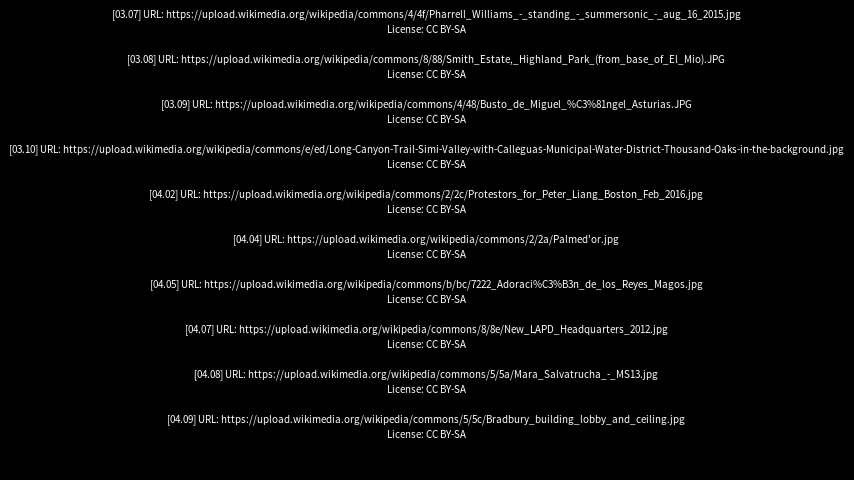 [03.07] URL: https://upload.wikimedia.org/wikipedia/commons/4/4f/Pharrell_Williams_-_standing_-_summersonic_-_aug_16_2015.jpg
License: CC BY-SA
[03.08] URL: https://upload.wikimedia.org/wikipedia/commons/8/88/Smith_Estate,_Highland_Park_(from_base_of_El_Mio).JPG
License: CC BY-SA
[03.09] URL: https://upload.wikimedia.org/wikipedia/commons/4/48/Busto_de_Miguel_%C3%81ngel_Asturias.JPG
License: CC BY-SA
[03.10] URL: https://upload.wikimedia.org/wikipedia/commons/e/ed/Long-Canyon-Trail-Simi-Valley-with-Calleguas-Municipal-Water-District-Thousand-Oaks-in-the-background.jpg
License: CC BY-SA
[04.02] URL: https://upload.wikimedia.org/wikipedia/commons/2/2c/Protestors_for_Peter_Liang_Boston_Feb_2016.jpg
License: CC BY-SA
[04.04] URL: https://upload.wikimedia.org/wikipedia/commons/2/2a/Palmed'or.jpg
License: CC BY-SA
[04.05] URL: https://upload.wikimedia.org/wikipedia/commons/b/bc/7222_Adoraci%C3%B3n_de_los_Reyes_Magos.jpg
License: CC BY-SA
[04.07] URL: https://upload.wikimedia.org/wikipedia/commons/8/8e/New_LAPD_Headquarters_2012.jpg
License: CC BY-SA
[04.08] URL: https://upload.wikimedia.org/wikipedia/commons/5/5a/Mara_Salvatrucha_-_MS13.jpg
License: CC BY-SA
[04.09] URL: https://upload.wikimedia.org/wikipedia/commons/5/5c/Bradbury_building_lobby_and_ceiling.jpg
License: CC BY-SA